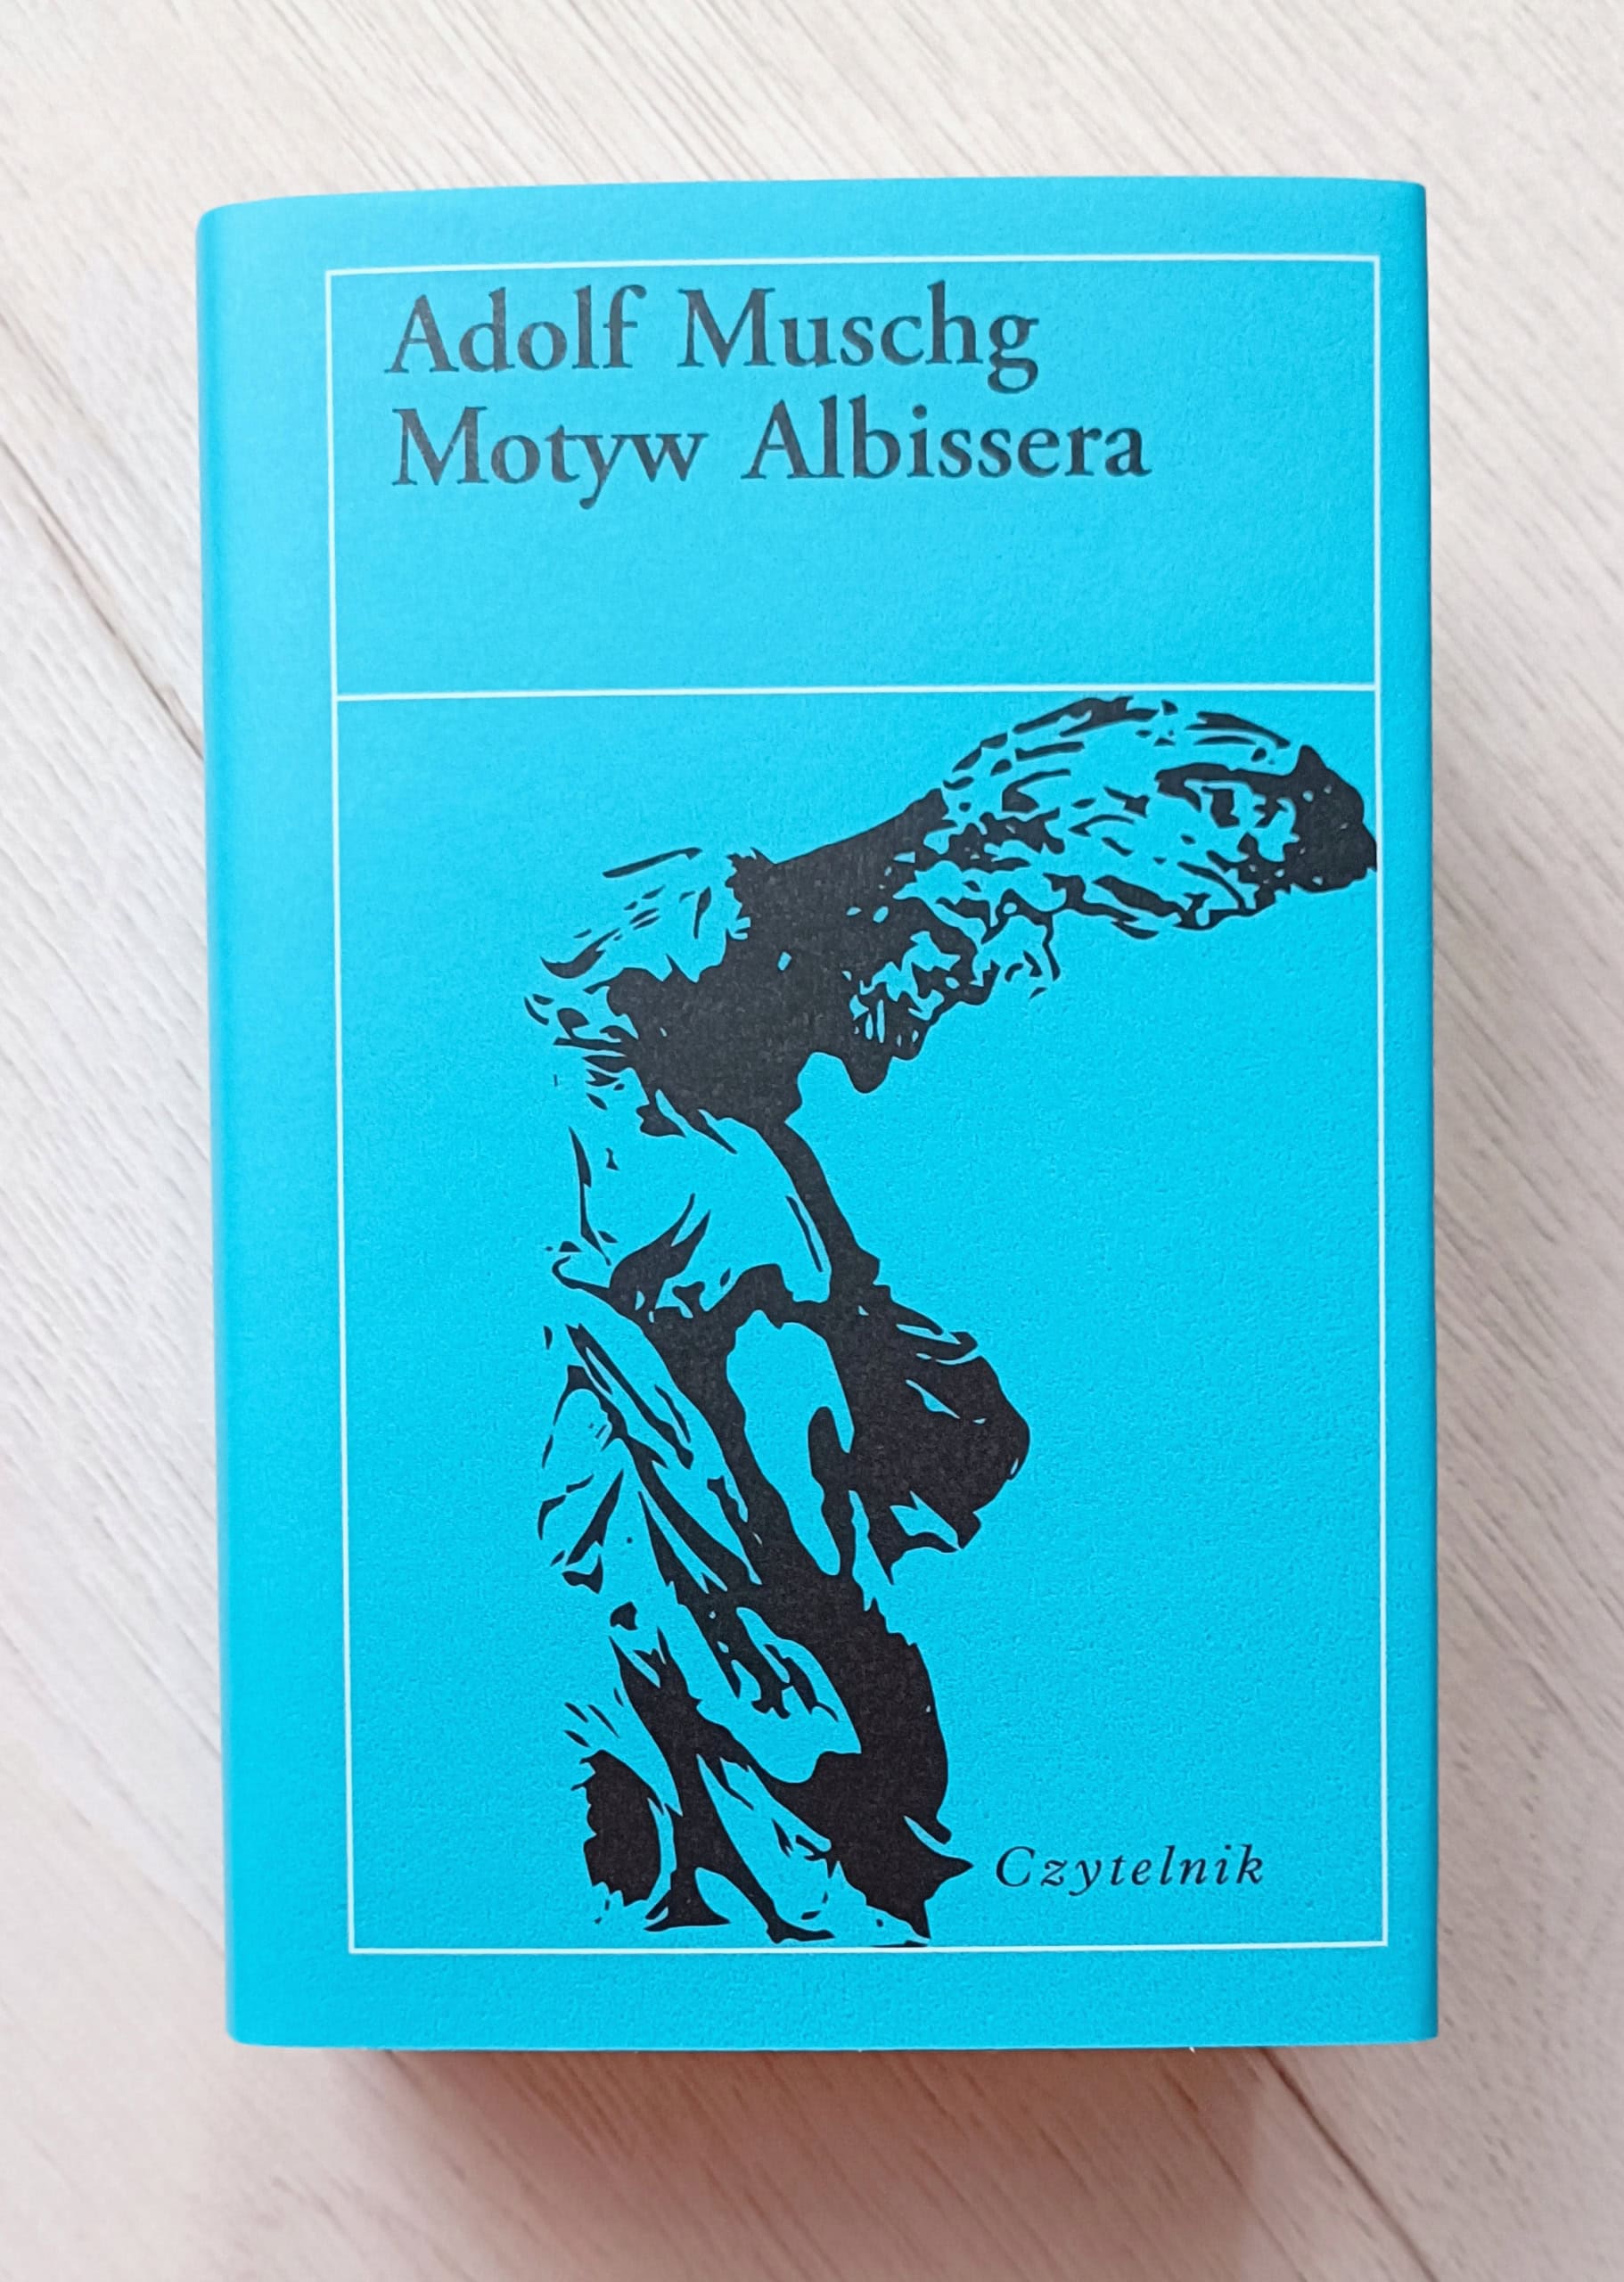 Adolf Muschg
Motyw Albissera
Czytelnik